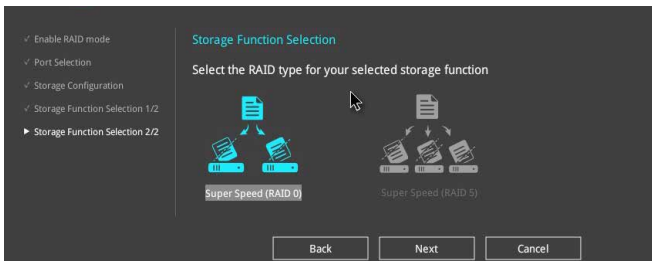 Enable RAID mode
Port Selection
Storage Configuration
Storage Function Selection 1/2
Storage Function Selection 2/2
Storage Function Selection
Select the RAID type for your selected storage function
Super Speed (RAID 0)
Super Speed (RAID 5)
Back
Next
Cancel